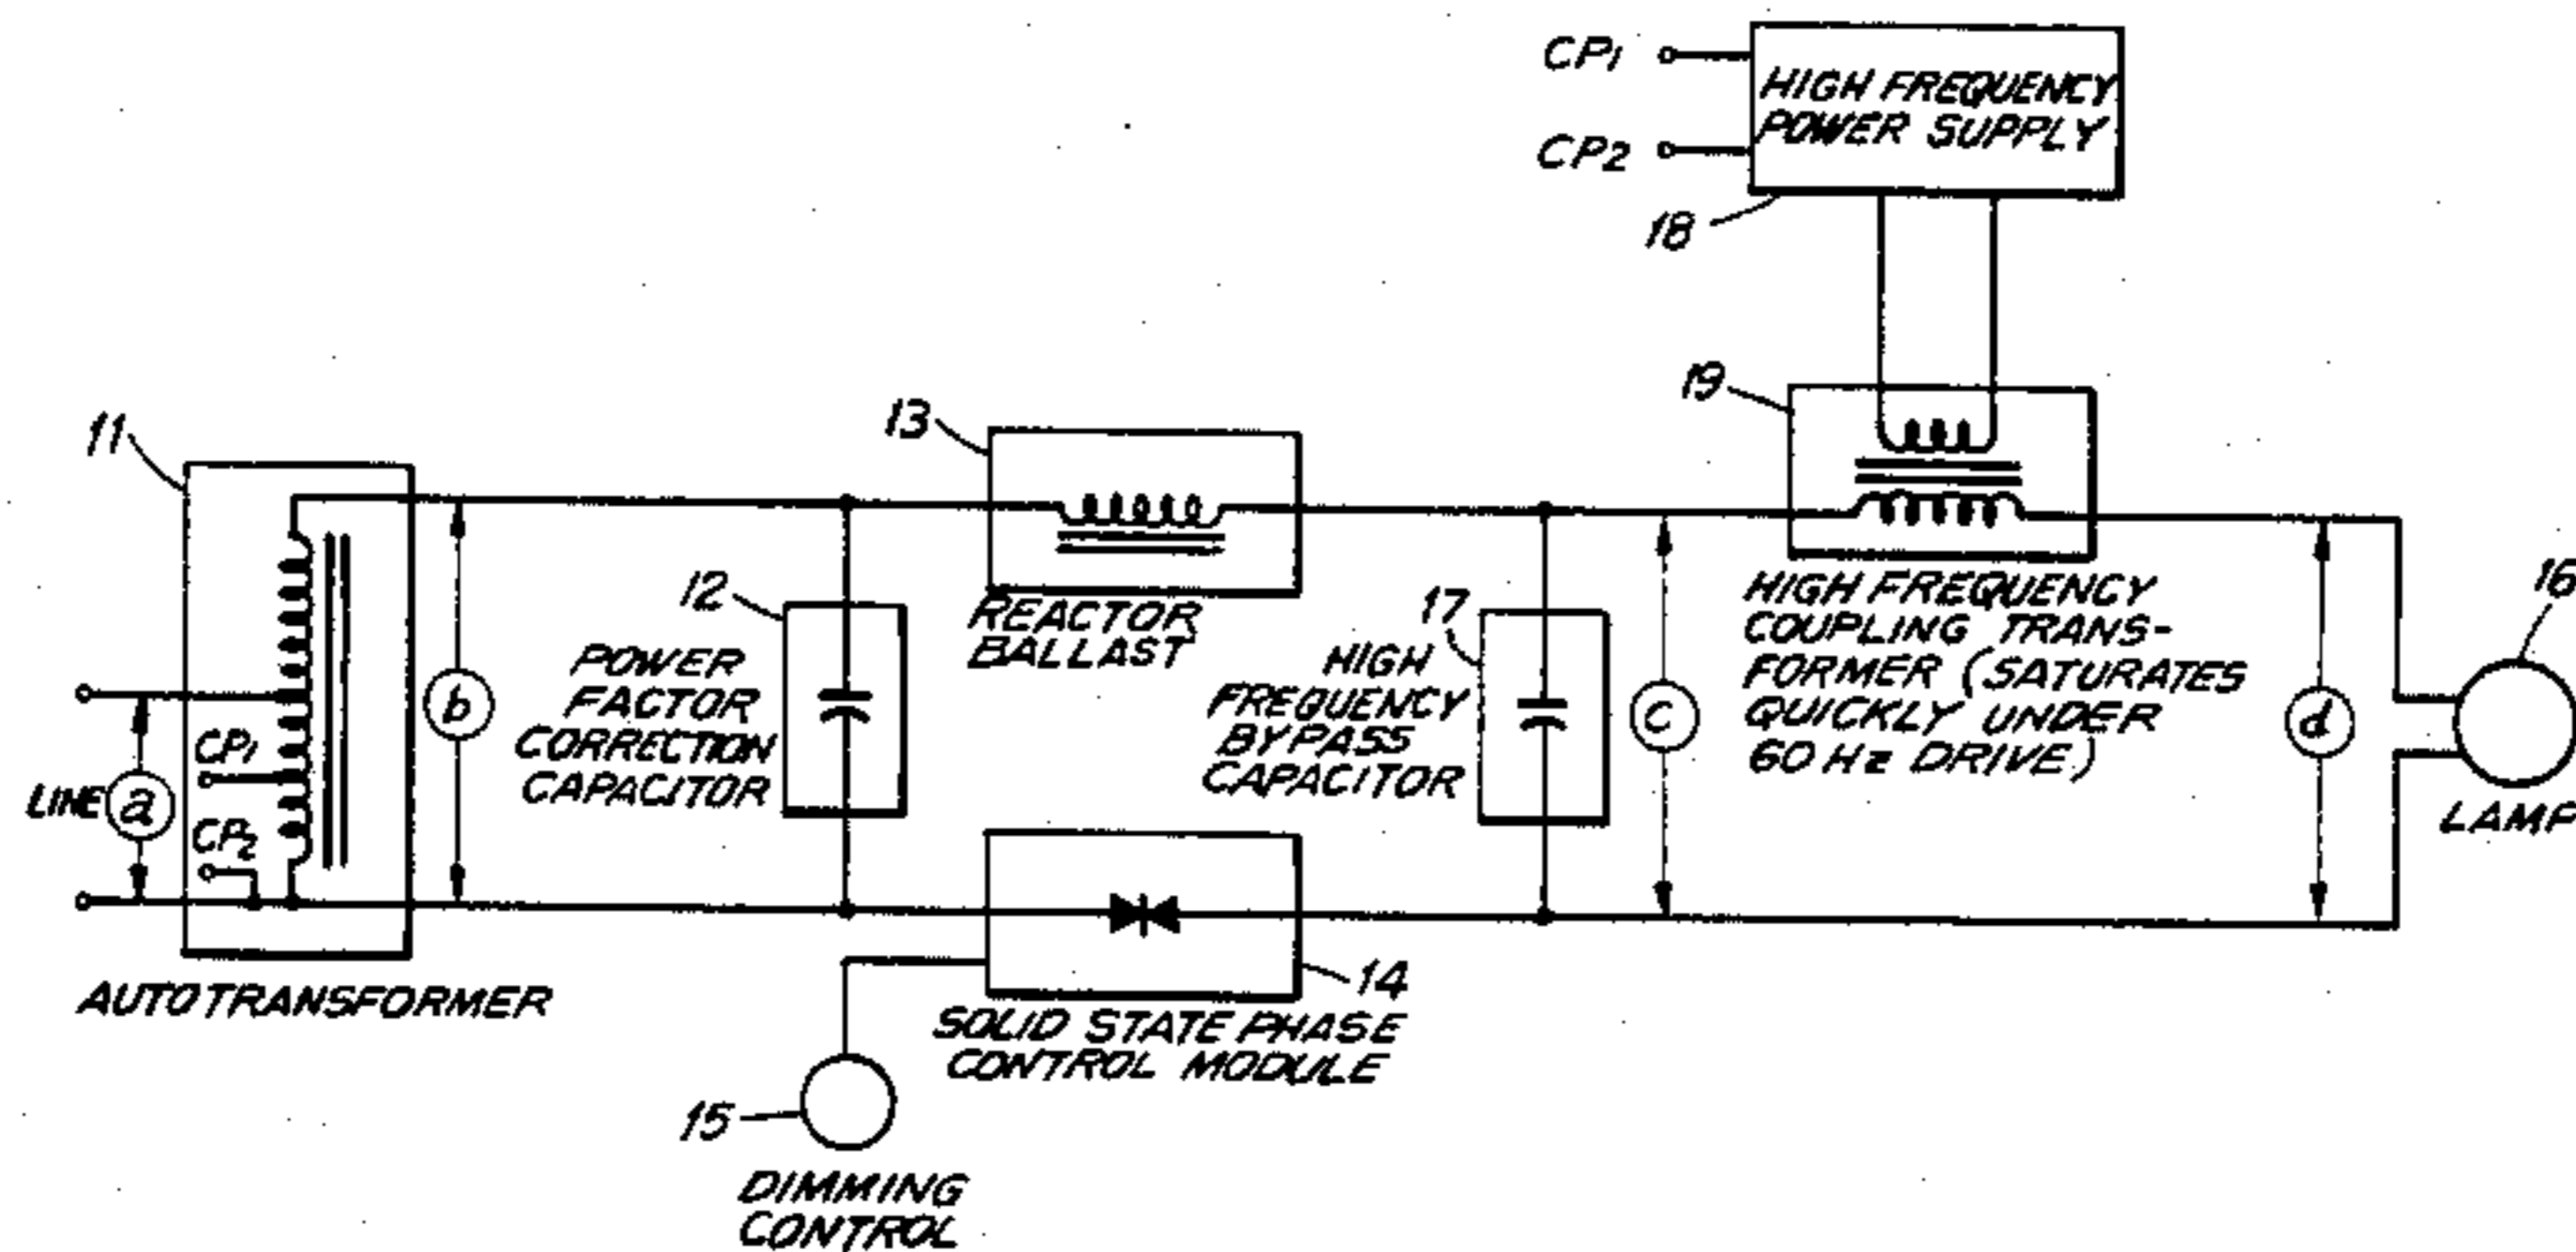 CP1
CP2
HIGH FREQUENCY
POWER SUPPLY
18
19
11
13
12
17
16
REACTOR
BALLAST
POWER
FACTOR
CORRECTION
CAPACITOR
HIGH
FREQUENCY
BYPASS
CAPACITOR
HIGH FREQUENCY
COUPLING TRANS-
FORMER (SATURATES
QUICKLY UNDER
60 Hz DRIVE)
b
c
d
LINE
a
CP1
CP2
LAMP
AUTOTRANSFORMER
14
SOLID STATE PHASE
CONTROL MODULE
15
DIMMING
CONTROL